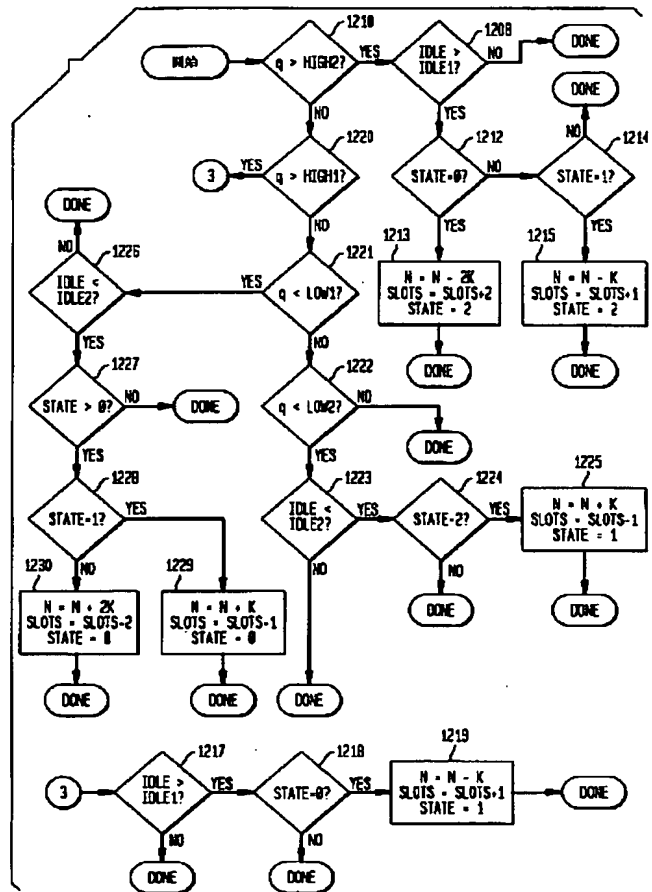 1210
1208
q > HIGH2?
YES
IDLE >
IDLE1?
NO
DONE
DONE
NO
YES
1220
1212
NO
1214
3
YES
q > HIGH1?
STATE=0?
NO
STATE=1?
DONE
NO
YES
YES
NO
1226
1221
1213
1215
IDLE <
IDLE2?
YES
q < LOW1?
N = N - 2K
SLOTS = SLOTS+2
STATE = 2
N = N - K
SLOTS = SLOTS+1
STATE = 2
YES
NO
1227
1222
DONE
DONE
STATE > 0?
NO
DONE
q < LOW2?
NO
DONE
YES
YES
1228
1223
1224
1225
STATE=1?
YES
IDLE <
IDLE2?
YES
STATE=2?
YES
N = N + K
SLOTS = SLOTS-1
STATE = 1
NO
NO
NO
1230
1229
N = N + 2K
SLOTS = SLOTS-2
STATE = 0
N = N + K
SLOTS = SLOTS-1
STATE = 0
DONE
DONE
DONE
DONE
DONE
1217
1218
1219
3
IDLE >
IDLE1?
YES
STATE=0?
YES
N = N - K
SLOTS = SLOTS+1
STATE = 1
DONE
NO
NO
DONE
DONE